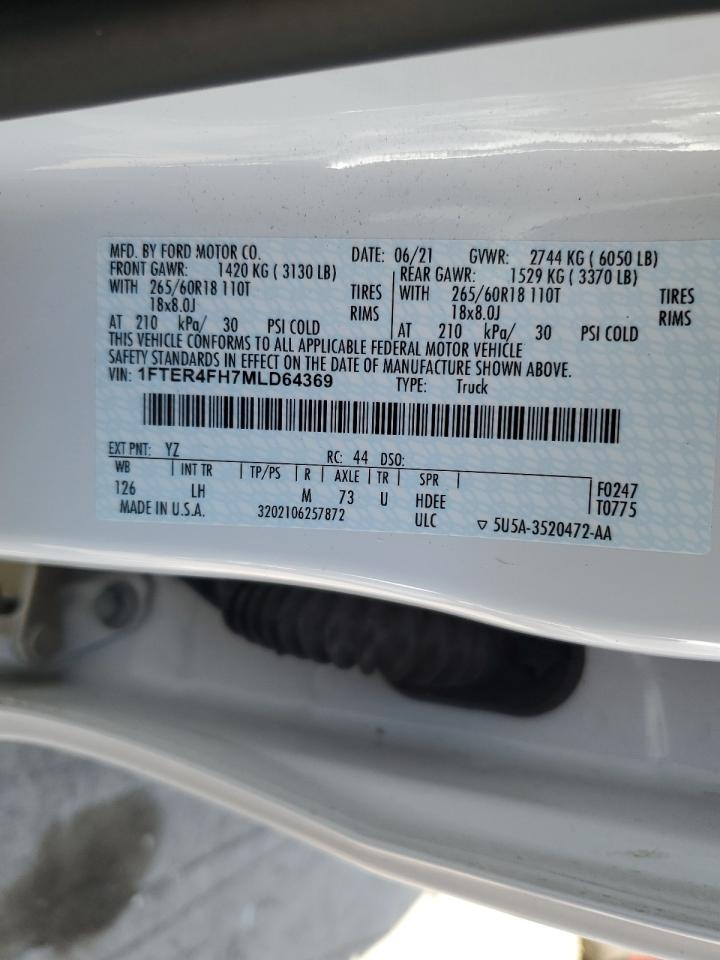 MFD. BY FORD MOTOR CO. DATE: 06/21 GVWR: 2744 KG ( 6050 LB)
FRONT GAWR: 1420 KG ( 3130 LB) REAR GAWR: 1529 KG ( 3370 LB)
WITH 265/60R18 110T TIRES WITH 265/60R18 110T TIRES
18x8.0J RIMS 18x8.0J RIMS
AT 210 kPa/ 30 PSI COLD AT 210 kPa/ 30 PSI COLD
THIS VEHICLE CONFORMS TO ALL APPLICABLE FEDERAL MOTOR VEHICLE
SAFETY STANDARDS IN EFFECT ON THE DATE OF MANUFACTURE SHOWN ABOVE.
VIN: 1FTER4FH7MLD64369 TYPE: Truck
EXT PNT: YZ RC: 44 DSO:
WB INT TR TP/PS R AXLE TR SPR F0247
126 LH M 73 U HDEE T0775
MADE IN U.S.A. 3202106257872 ULC ▽ 5U5A-3520472-AA